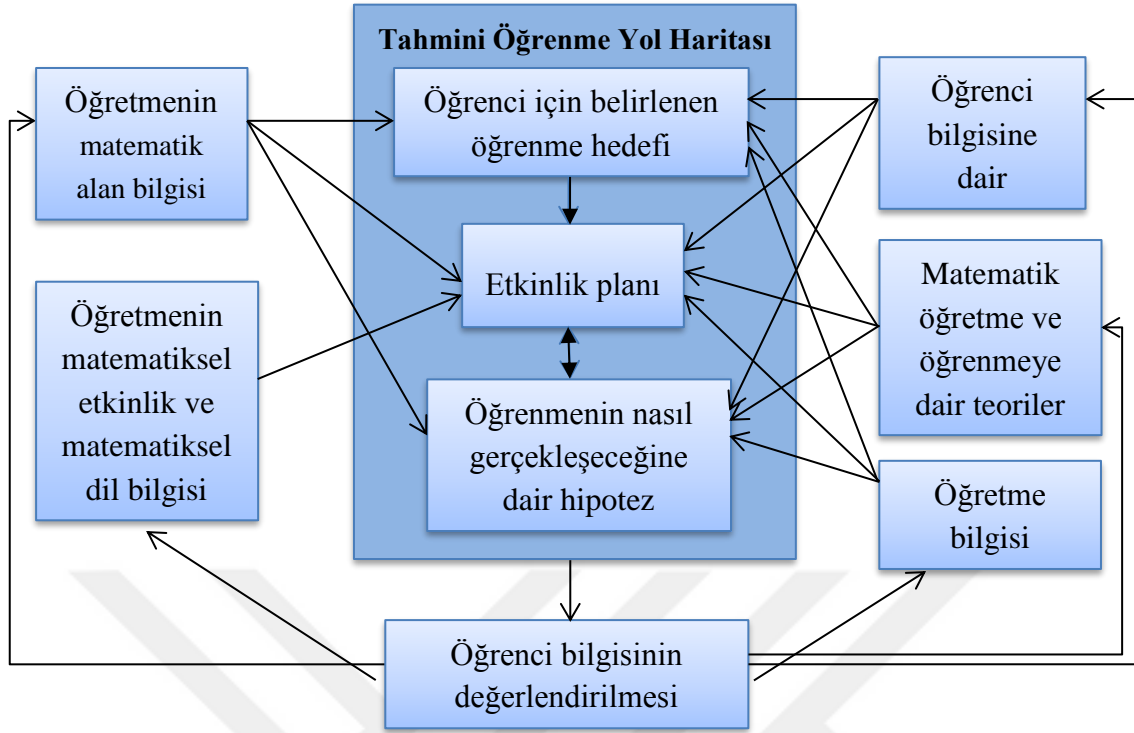 Tahmini Öğrenme Yol Haritası
Öğretmenin
matematik
alan bilgisi
Öğrenci için belirlenen
öğrenme hedefi
Öğrenci
bilgisine
dair
Etkinlik planı
Öğretmenin
matematiksel
etkinlik ve
matematiksel
dil bilgisi
Matematik
öğretme ve
öğrenmeye
dair teoriler
Öğrenmenin nasıl
gerçekleşeceğine
dair hipotez
Öğretme
bilgisi
Öğrenci bilgisinin
değerlendirilmesi